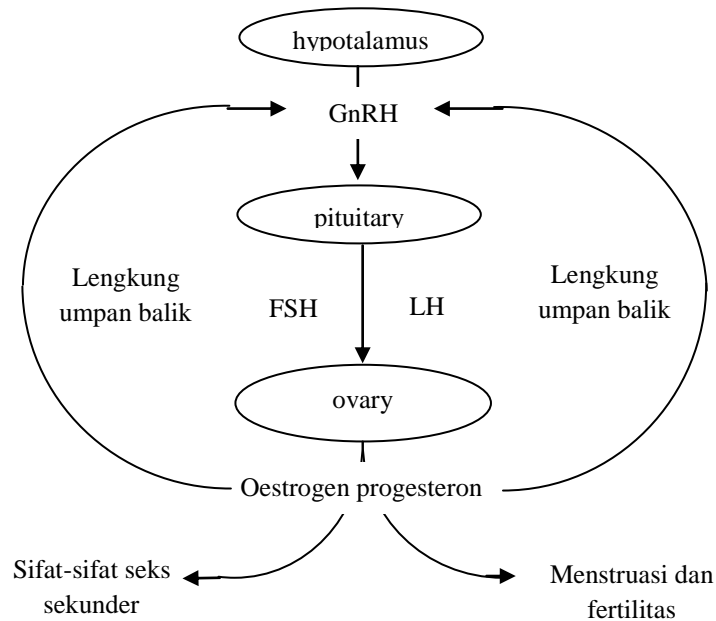 hypotalamus
GnRH
pituitary
Lengkung
umpan balik
FSH
LH
Lengkung
umpan balik
ovary
Oestrogen progesteron
Sifat-sifat seks
sekunder
Menstruasi dan
fertilitas